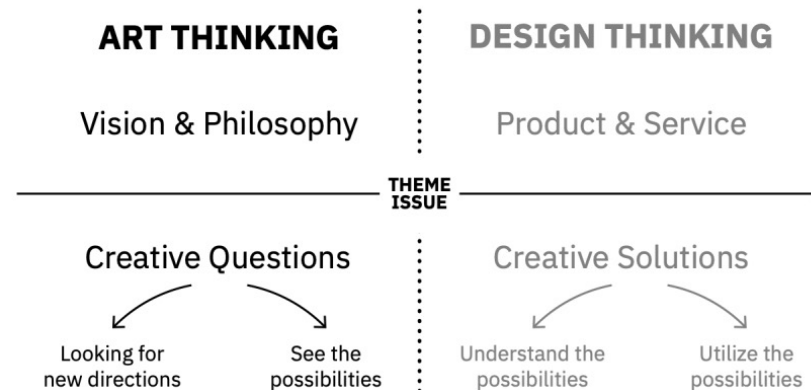 ART THINKING
DESIGN THINKING
Vision & Philosophy
Product & Service
THEME
ISSUE
Creative Questions
Creative Solutions
Looking for
new directions
See the
possibilities
Understand the
possibilities
Utilize the
possibilities